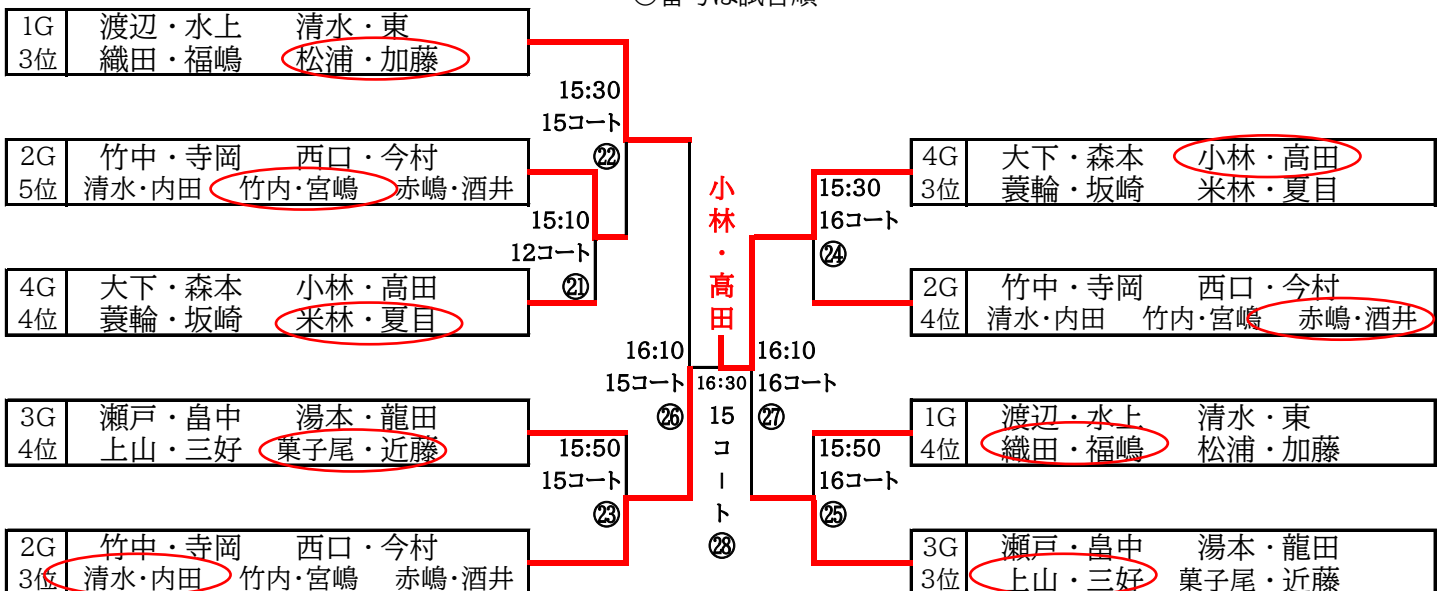 ○番号は試合順
1G 渡辺・水上 清水・東
3位 織田・福嶋 松浦・加藤
15:30
15コート
㉒
2G 竹中・寺岡 西口・今村
5位 清水・内田 竹内・宮嶋 赤嶋・酒井
15:10
12コート
㉑
4G 大下・森本 小林・高田
4位 蓑輪・坂崎 米林・夏目
16:10
15コート
㉖
3G 瀬戸・畠中 湯本・龍田
4位 上山・三好 菓子尾・近藤
15:50
15コート
㉓
2G 竹中・寺岡 西口・今村
3位 清水・内田 竹内・宮嶋 赤嶋・酒井
小林・高田
16:30
15コート
㉘
4G 大下・森本 小林・高田
3位 蓑輪・坂崎 米林・夏目
15:30
16コート
㉔
2G 竹中・寺岡 西口・今村
4位 清水・内田 竹内・宮嶋 赤嶋・酒井
16:10
16コート
㉗
1G 渡辺・水上 清水・東
4位 織田・福嶋 松浦・加藤
15:50
16コート
㉕
3G 瀬戸・畠中 湯本・龍田
3位 上山・三好 菓子尾・近藤